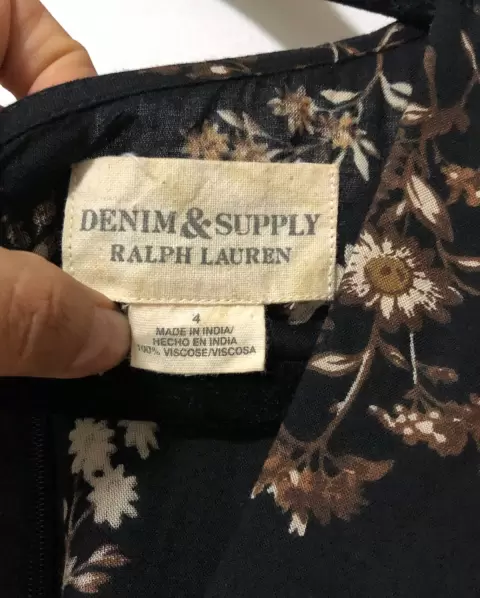 DENIM & SUPPLY
RALPH LAUREN
4
MADE IN INDIA/
HECHO EN INDIA
100% VISCOSE/VISCOSA